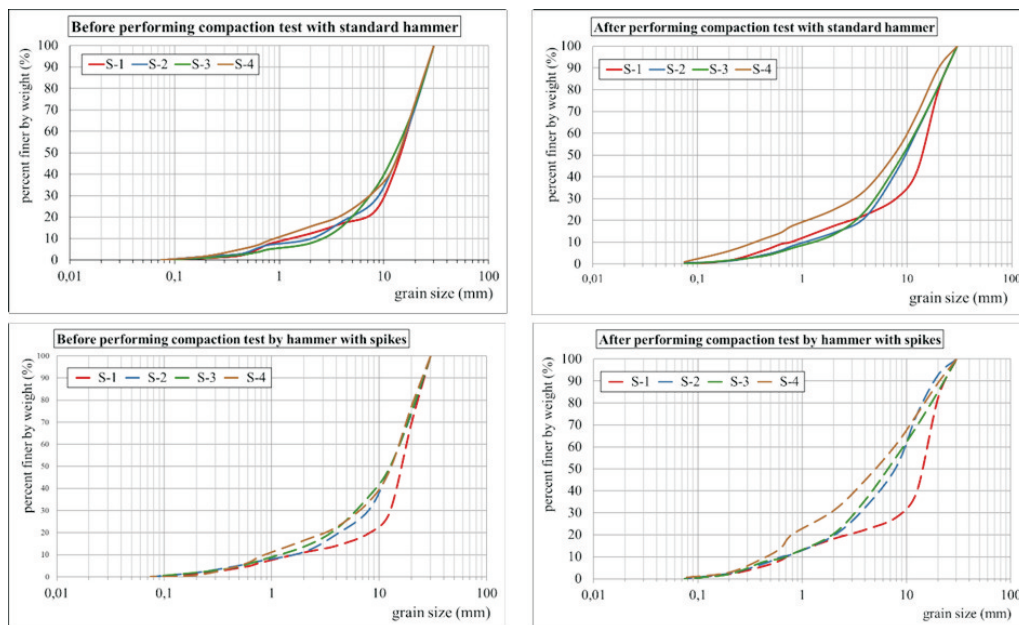 Before performing compaction test with standard hammer
percent finer by weight (%)
100
90
80
70
60
50
40
30
20
10
0
S-1 S-2 S-3 S-4
0,01 0,1 1 10 100
grain size (mm)
After performing compaction test with standard hammer
percent finer by weight (%)
100
90
80
70
60
50
40
30
20
10
0
S-1 S-2 S-3 S-4
0,01 0,1 1 10 100
grain size (mm)
Before performing compaction test by hammer with spikes
percent finer by weight (%)
100
90
80
70
60
50
40
30
20
10
0
S-1 S-2 S-3 S-4
0,01 0,1 1 10 100
grain size (mm)
After performing compaction test by hammer with spikes
percent finer by weight (%)
100
90
80
70
60
50
40
30
20
10
0
S-1 S-2 S-3 S-4
0,01 0,1 1 10 100
grain size (mm)